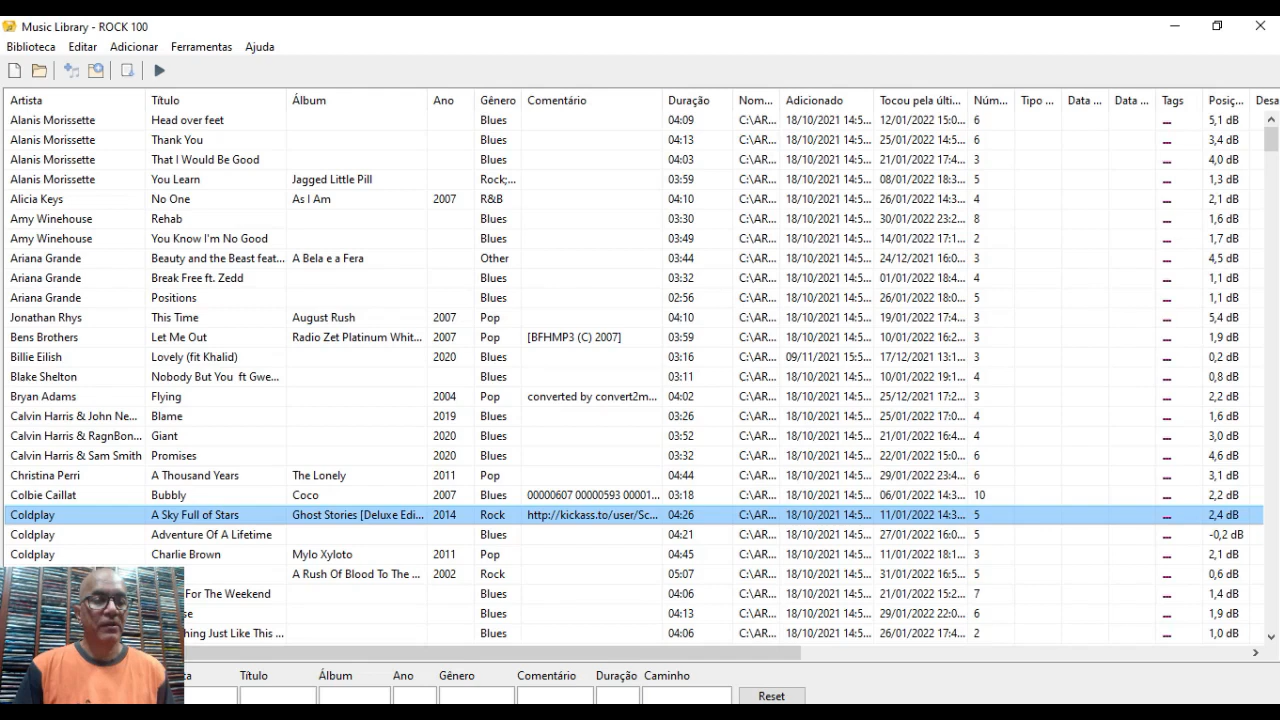 Music Library - ROCK 100
Biblioteca Editar Adicionar Ferramentas Ajuda
Artista Título Álbum Ano Gênero Comentário Duração Nom... Adicionado Tocou pela últi... Núm... Tipo ... Data ... Data ... Tags Posiç... Desa
Alanis Morissette Head over feet Blues 04:09 C:\AR... 18/10/2021 14:5... 12/01/2022 15:0... 6 ... 5,1 dB
Alanis Morissette Thank You Blues 04:13 C:\AR... 18/10/2021 14:5... 25/01/2022 14:5... 6 ... 3,4 dB
Alanis Morissette That I Would Be Good Blues 04:03 C:\AR... 18/10/2021 14:5... 21/01/2022 17:4... 3 ... 4,0 dB
Alanis Morissette You Learn Jagged Little Pill Rock;... 03:59 C:\AR... 18/10/2021 14:5... 08/01/2022 18:3... 5 ... 1,3 dB
Alicia Keys No One As I Am 2007 R&B 04:10 C:\AR... 18/10/2021 14:5... 26/01/2022 14:3... 4 ... 2,1 dB
Amy Winehouse Rehab Blues 03:30 C:\AR... 18/10/2021 14:5... 30/01/2022 23:2... 8 ... 1,6 dB
Amy Winehouse You Know I'm No Good Blues 03:49 C:\AR... 18/10/2021 14:5... 14/01/2022 17:1... 2 ... 1,7 dB
Ariana Grande Beauty and the Beast feat... A Bela e a Fera Other 03:44 C:\AR... 18/10/2021 14:5... 24/12/2021 16:0... 3 ... 4,5 dB
Ariana Grande Break Free ft. Zedd Blues 03:32 C:\AR... 18/10/2021 14:5... 01/01/2022 18:4... 3 ... 1,1 dB
Ariana Grande Positions Blues 02:56 C:\AR... 18/10/2021 14:5... 26/01/2022 18:0... 5 ... 1,1 dB
Jonathan Rhys This Time August Rush 2007 Pop 04:10 C:\AR... 18/10/2021 14:5... 19/01/2022 17:4... 3 ... 5,4 dB
Bens Brothers Let Me Out Radio Zet Platinum Whit... 2007 Pop [BFHMP3 (C) 2007] 03:59 C:\AR... 18/10/2021 14:5... 10/01/2022 16:2... 3 ... 1,9 dB
Billie Eilish Lovely (fit Khalid) 2020 Blues 03:16 C:\AR... 09/11/2021 15:5... 17/12/2021 13:1... 3 ... 0,2 dB
Blake Shelton Nobody But You ft Gwe... Blues 03:11 C:\AR... 18/10/2021 14:5... 10/01/2022 19:1... 4 ... 0,8 dB
Bryan Adams Flying 2004 Pop converted by convert2m... 04:02 C:\AR... 18/10/2021 14:5... 25/12/2021 17:2... 3 ... 2,2 dB
Calvin Harris & John Ne... Blame 2019 Blues 03:26 C:\AR... 18/10/2021 14:5... 25/01/2022 17:0... 4 ... 1,6 dB
Calvin Harris & RagnBon... Giant 2020 Blues 03:52 C:\AR... 18/10/2021 14:5... 21/01/2022 16:4... 4 ... 3,0 dB
Calvin Harris & Sam Smith Promises 2020 Blues 03:32 C:\AR... 18/10/2021 14:5... 22/01/2022 15:0... 6 ... 4,6 dB
Christina Perri A Thousand Years The Lonely 2011 Pop 04:44 C:\AR... 18/10/2021 14:5... 29/01/2022 23:4... 6 ... 3,1 dB
Colbie Caillat Bubbly Coco 2007 Blues 00000607 00000593 00001... 03:18 C:\AR... 18/10/2021 14:5... 06/01/2022 14:3... 10 ... 2,2 dB
Coldplay A Sky Full of Stars Ghost Stories [Deluxe Edi... 2014 Rock http://kickass.to/user/Sc... 04:26 C:\AR... 18/10/2021 14:5... 11/01/2022 14:3... 5 ... 2,4 dB
Coldplay Adventure Of A Lifetime Blues 04:21 C:\AR... 18/10/2021 14:5... 27/01/2022 16:0... 5 ... -0,2 dB
Coldplay Charlie Brown Mylo Xyloto 2011 Pop 04:45 C:\AR... 18/10/2021 14:5... 11/01/2022 18:1... 3 ... 2,1 dB
A Rush Of Blood To The ... 2002 Rock 05:07 C:\AR... 18/10/2021 14:5... 31/01/2022 16:5... 5 ... 0,6 dB
For The Weekend Blues 04:06 C:\AR... 18/10/2021 14:5... 21/01/2022 15:2... 7 ... 1,4 dB
se Blues 04:13 C:\AR... 18/10/2021 14:5... 29/01/2022 22:0... 6 ... 1,9 dB
hing Just Like This ... Blues 04:06 C:\AR... 18/10/2021 14:5... 26/01/2022 17:4... 2 ... 1,0 dB
ta Título Álbum Ano Gênero Comentário Duração Caminho
Reset